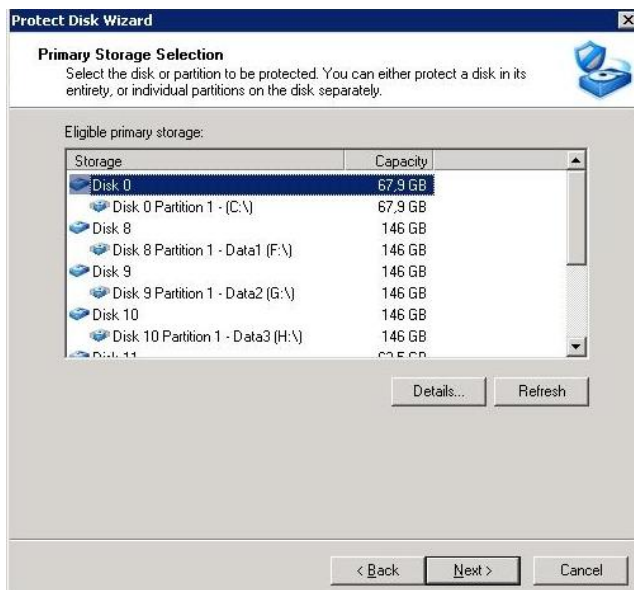 Protect Disk Wizard
Primary Storage Selection
Select the disk or partition to be protected. You can either protect a disk in its
entirety, or individual partitions on the disk separately.
Eligible primary storage:
Storage Capacity
Disk 0 67,9 GB
Disk 0 Partition 1 - (C:\) 67,9 GB
Disk 8 146 GB
Disk 8 Partition 1 - Data1 (F:\) 146 GB
Disk 9 146 GB
Disk 9 Partition 1 - Data2 (G:\) 146 GB
Disk 10 146 GB
Disk 10 Partition 1 - Data3 (H:\) 146 GB
Disk 11
Details... Refresh
< Back Next > Cancel